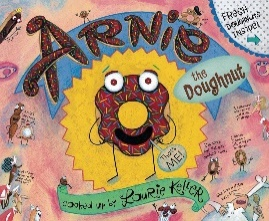 ARNIE
the
Doughnut
FRESH
DOUGHNUTS
INSIDE!
That's
ME!
cooked up by LAURIE KELLER